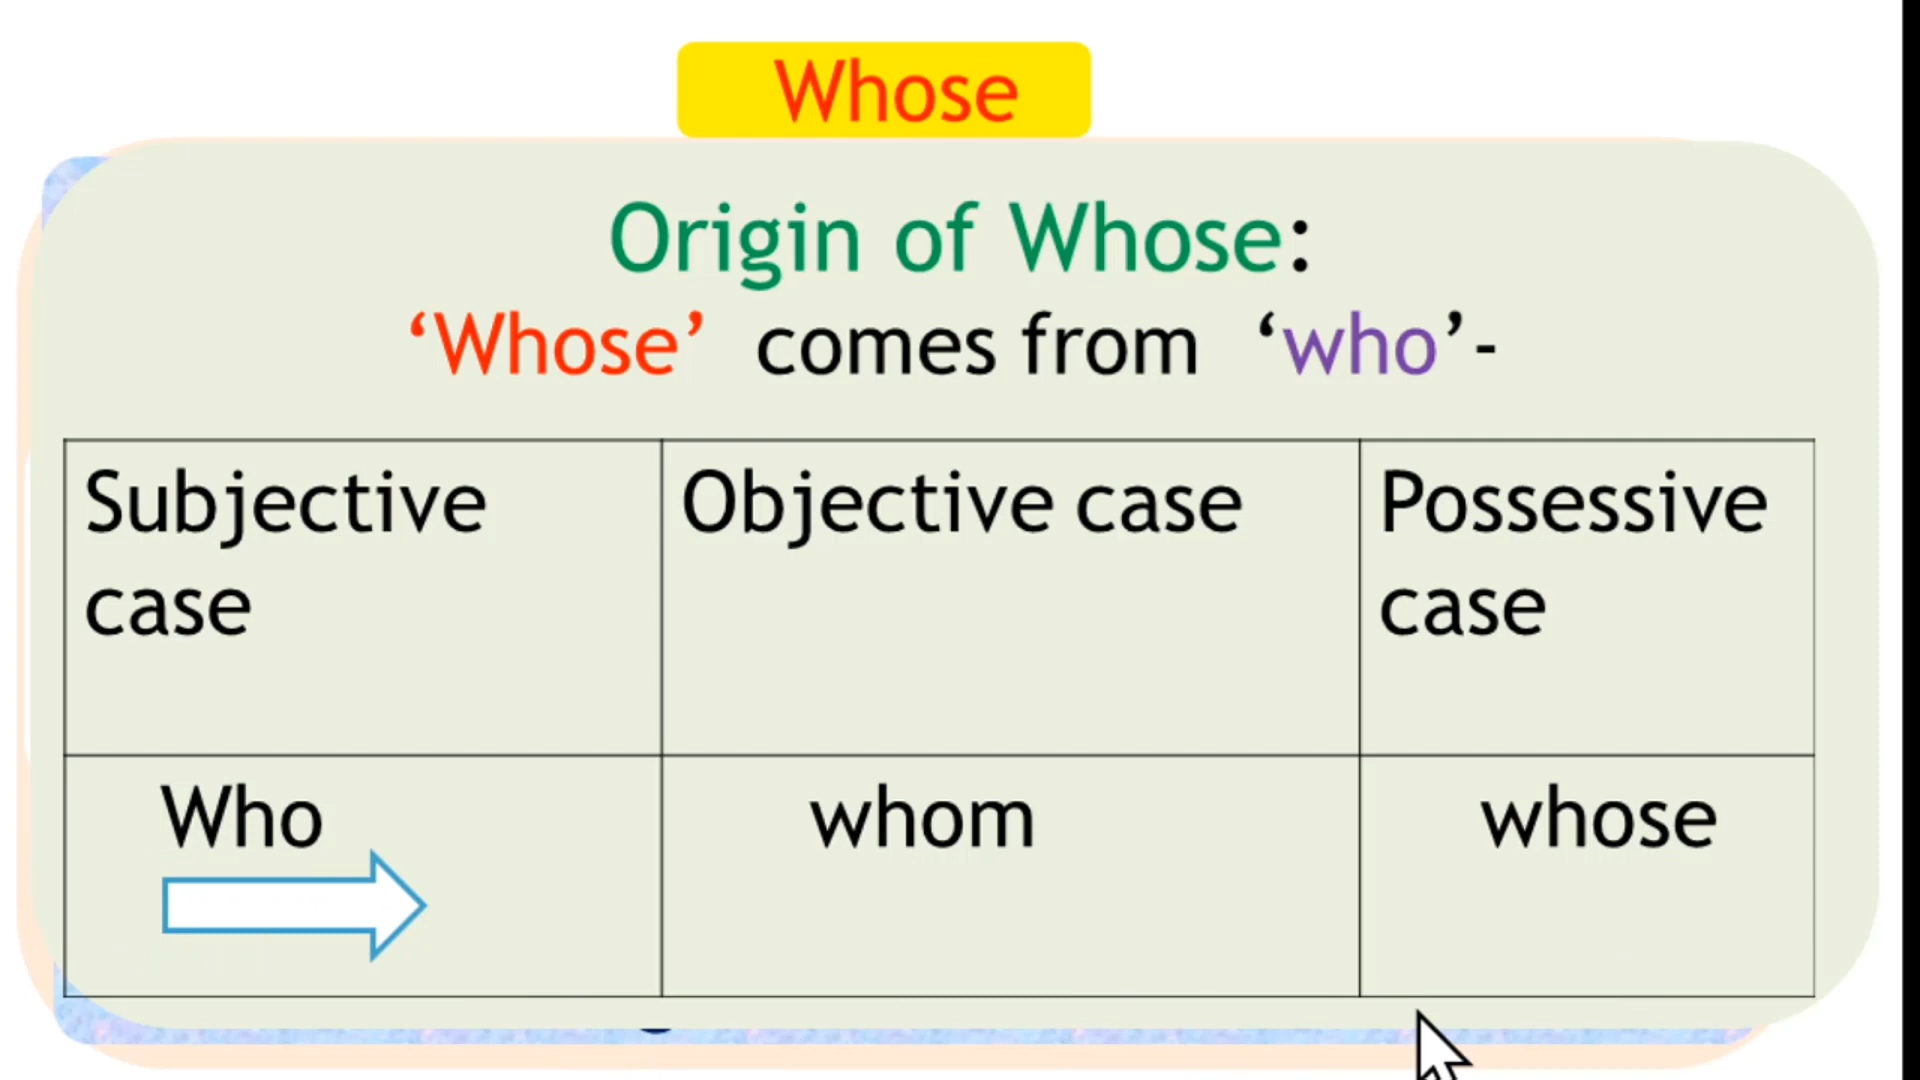 Whose
Origin of Whose:
‘Whose’ comes from ‘who’-
Subjective case
Objective case
Possessive case
Who
whom
whose